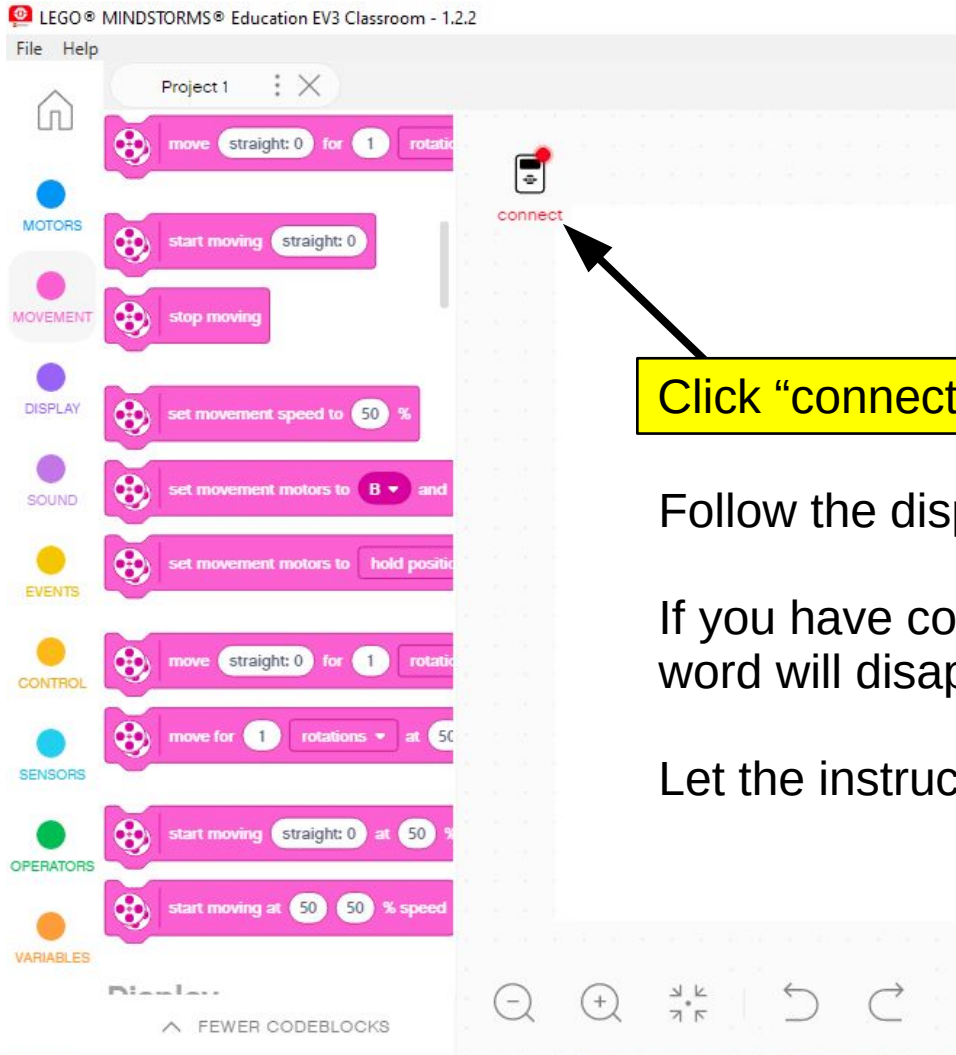 LEGO® MINDSTORMS® Education EV3 Classroom - 1.2.2
File Help
Project 1
MOTORS
MOVEMENT
DISPLAY
SOUND
EVENTS
CONTROL
SENSORS
OPERATORS
VARIABLES
move straight: 0 for 1
start moving straight: 0
stop moving
set movement speed to 50 %
set movement motors to B and
set movement motors to hold
move straight: 0 for 1
move for 1 rotations at 50
start moving straight: 0 at 50 %
start moving at 50 50 % speed
Display
FEWER CODEBLOCKS
connect
Click “connect
Follow the
If you have
word will
Let the